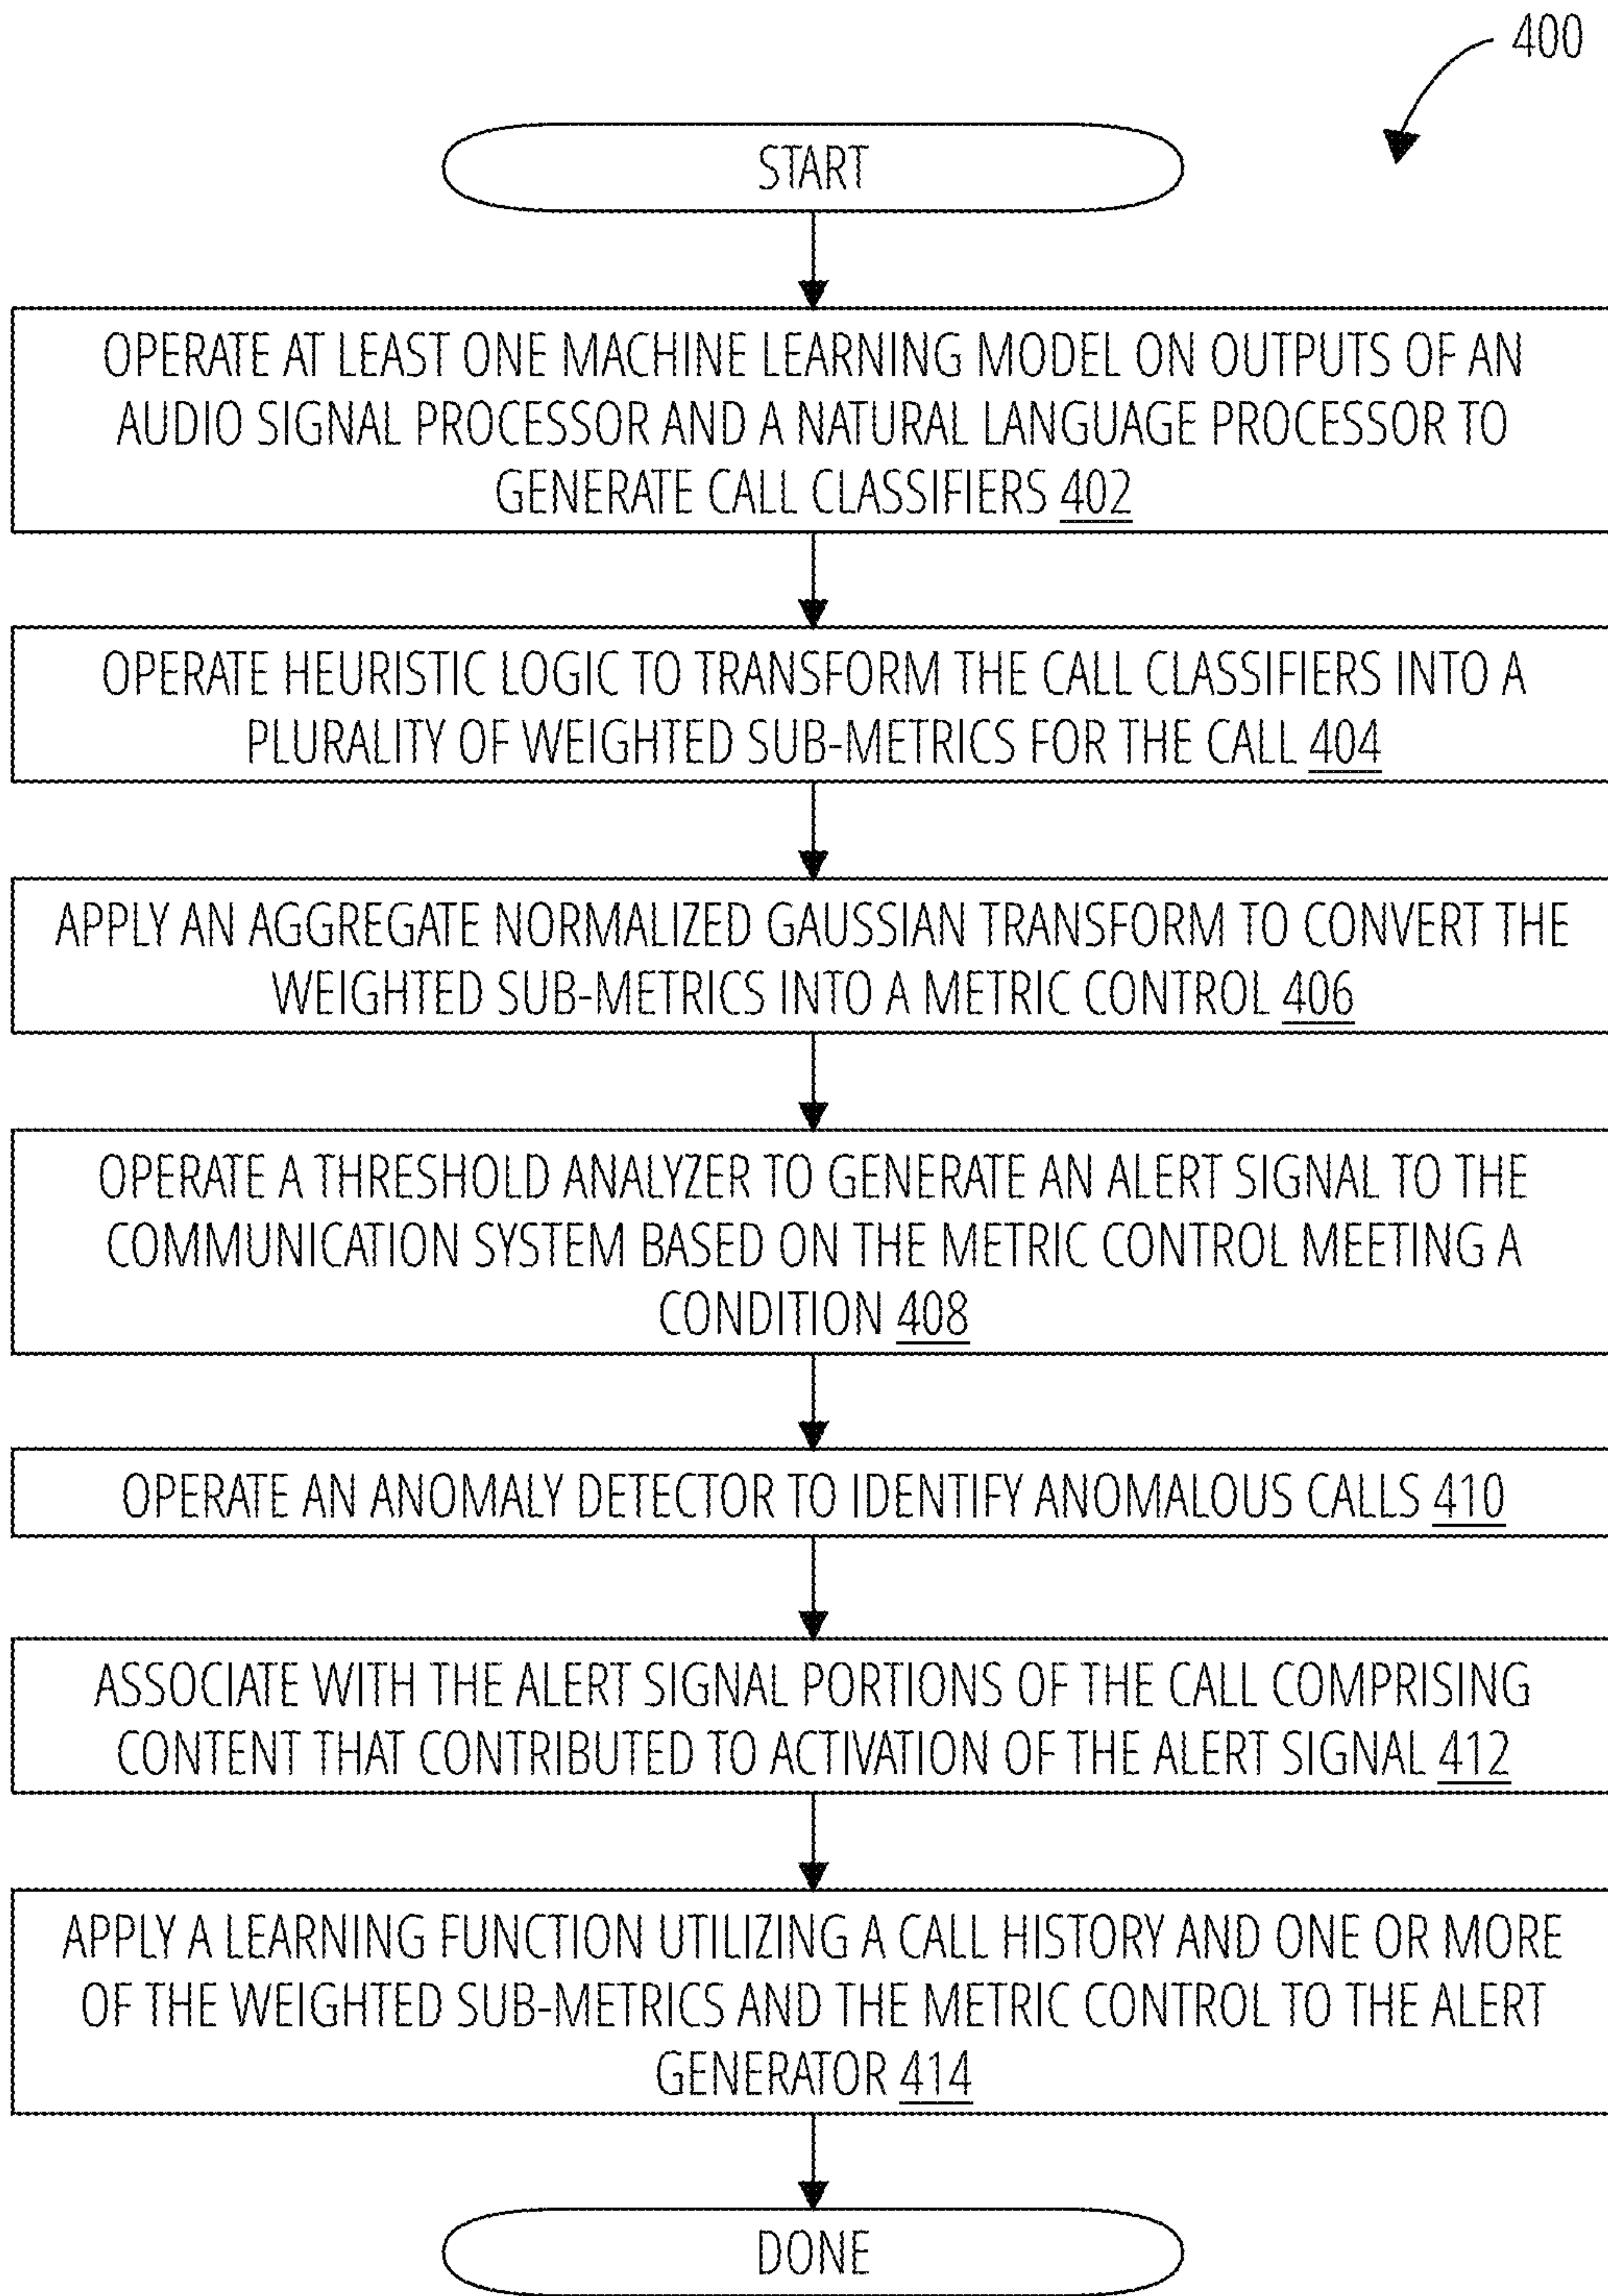 400
START
OPERATE AT LEAST ONE MACHINE LEARNING MODEL ON OUTPUTS OF AN
AUDIO SIGNAL PROCESSOR AND A NATURAL LANGUAGE PROCESSOR TO
GENERATE CALL CLASSIFIERS 402
OPERATE HEURISTIC LOGIC TO TRANSFORM THE CALL CLASSIFIERS INTO A
PLURALITY OF WEIGHTED SUB-METRICS FOR THE CALL 404
APPLY AN AGGREGATE NORMALIZED GAUSSIAN TRANSFORM TO CONVERT THE
WEIGHTED SUB-METRICS INTO A METRIC CONTROL 406
OPERATE A THRESHOLD ANALYZER TO GENERATE AN ALERT SIGNAL TO THE
COMMUNICATION SYSTEM BASED ON THE METRIC CONTROL MEETING A
CONDITION 408
OPERATE AN ANOMALY DETECTOR TO IDENTIFY ANOMALOUS CALLS 410
ASSOCIATE WITH THE ALERT SIGNAL PORTIONS OF THE CALL COMPRISING
CONTENT THAT CONTRIBUTED TO ACTIVATION OF THE ALERT SIGNAL 412
APPLY A LEARNING FUNCTION UTILIZING A CALL HISTORY AND ONE OR MORE
OF THE WEIGHTED SUB-METRICS AND THE METRIC CONTROL TO THE ALERT
GENERATOR 414
DONE